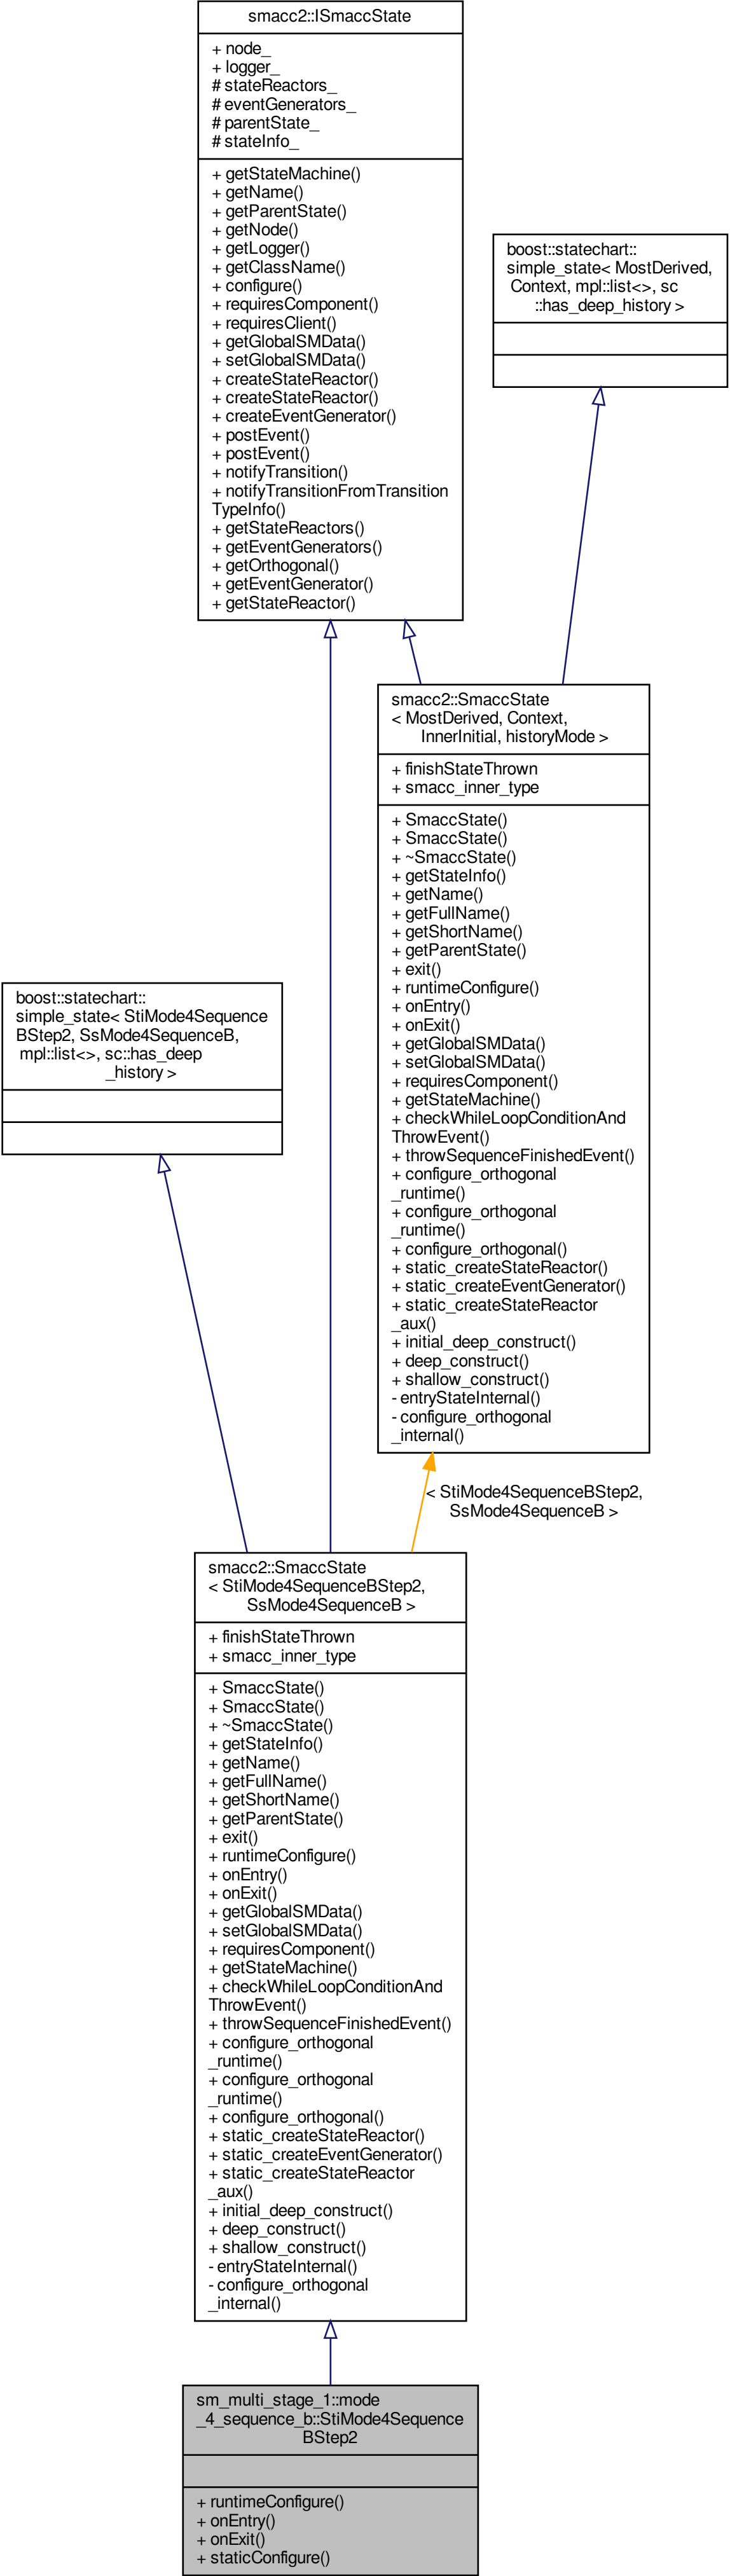 smacc2::ISmaccState
+ node_
+ logger_
# stateReactors_
# eventGenerators_
# parentState_
# stateInfo_
+ getStateMachine()
+ getName()
+ getParentState()
+ getNode()
+ getLogger()
+ getClassName()
+ configure()
+ requiresComponent()
+ requiresClient()
+ getGlobalSMData()
+ setGlobalSMData()
+ createStateReactor()
+ createStateReactor()
+ createEventGenerator()
+ postEvent()
+ postEvent()
+ notifyTransition()
+ notifyTransitionFromTransition
TypeInfo()
+ getStateReactors()
+ getEventGenerators()
+ getOrthogonal()
+ getEventGenerator()
+ getStateReactor()
boost::statechart::
simple_state< MostDerived,
Context, mpl::list<>, sc
::has_deep_history >
smacc2::SmaccState
< MostDerived, Context,
InnerInitial, historyMode >
+ finishStateThrown
+ smacc_inner_type
+ SmaccState()
+ SmaccState()
+ ~SmaccState()
+ getStateInfo()
+ getName()
+ getFullName()
+ getShortName()
+ getParentState()
+ exit()
+ runtimeConfigure()
+ onEntry()
+ onExit()
+ getGlobalSMData()
+ setGlobalSMData()
+ requiresComponent()
+ getStateMachine()
+ checkWhileLoopConditionAnd
ThrowEvent()
+ throwSequenceFinishedEvent()
+ configure_orthogonal
_runtime()
+ configure_orthogonal
_runtime()
+ configure_orthogonal()
+ static_createStateReactor()
+ static_createEventGenerator()
+ static_createStateReactor
_aux()
+ initial_deep_construct()
+ deep_construct()
+ shallow_construct()
- entryStateInternal()
- configure_orthogonal
_internal()
boost::statechart::
simple_state< StiMode4Sequence
BStep2, SsMode4SequenceB,
mpl::list<>, sc::has_deep
_history >
< StiMode4SequenceBStep2,
SsMode4SequenceB >
smacc2::SmaccState
< StiMode4SequenceBStep2,
SsMode4SequenceB >
+ finishStateThrown
+ smacc_inner_type
+ SmaccState()
+ SmaccState()
+ ~SmaccState()
+ getStateInfo()
+ getName()
+ getFullName()
+ getShortName()
+ getParentState()
+ exit()
+ runtimeConfigure()
+ onEntry()
+ onExit()
+ getGlobalSMData()
+ setGlobalSMData()
+ requiresComponent()
+ getStateMachine()
+ checkWhileLoopConditionAnd
ThrowEvent()
+ throwSequenceFinishedEvent()
+ configure_orthogonal
_runtime()
+ configure_orthogonal
_runtime()
+ configure_orthogonal()
+ static_createStateReactor()
+ static_createEventGenerator()
+ static_createStateReactor
_aux()
+ initial_deep_construct()
+ deep_construct()
+ shallow_construct()
- entryStateInternal()
- configure_orthogonal
_internal()
sm_multi_stage_1::mode
_4_sequence_b::StiMode4Sequence
BStep2
+ runtimeConfigure()
+ onEntry()
+ onExit()
+ staticConfigure()